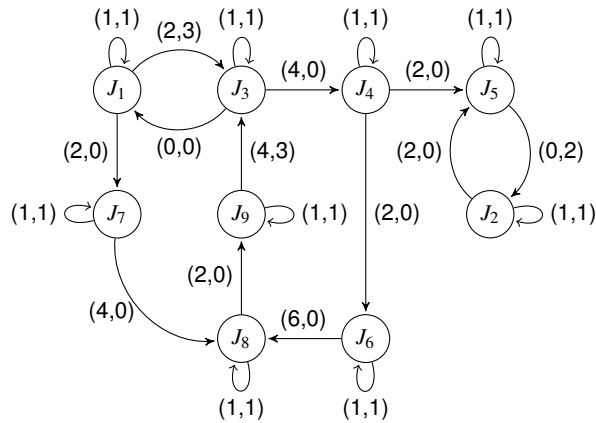 (1,1) (1,1) (1,1) (1,1)
(2,3)
J1 J3 (4,0) J4 (2,0) J5
(0,0)
(2,0) (4,3) (2,0) (0,2)
(1,1) J7 J9 (1,1) (2,0) J2 (1,1)
(4,0) (2,0)
J8 (6,0) J6
(1,1) (1,1)